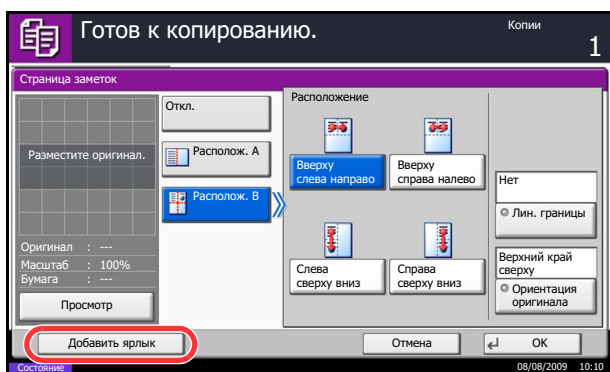 Готов к копированию.
Копии
1
Страница заметок
Разместите оригинал.
Оригинал : ---
Масштаб : 100%
Бумага : ---
Просмотр
Откл.
Располож. A
Располож. B
Расположение
Вверху
слева направо
Вверху
справа налево
Слева
сверху вниз
Справа
сверху вниз
Нет
Лин. границы
Верхний край
сверху
Ориентация
оригинала
Добавить ярлык
Отмена
OK
Состояние
08/08/2009 10:10